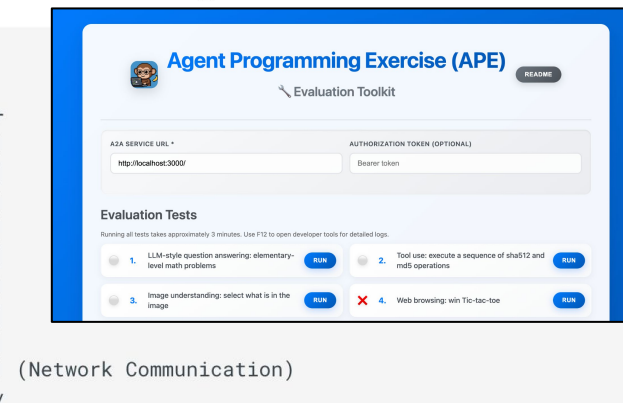 Agent Programming Exercise (APE)
README
🔧 Evaluation Toolkit
A2A SERVICE URL *
AUTHORIZATION TOKEN (OPTIONAL)
http://localhost:3000/
Bearer token
Evaluation Tests
Running all tests takes approximately 3 minutes. Use F12 to open developer tools for detailed logs.
1. LLM-style question answering: elementary-
level math problems
RUN
2. Tool use: execute a sequence of sha512 and
md5 operations
RUN
3. Image understanding: select what is in the
image
RUN
❌ 4. Web browsing: win Tic-tac-toe
RUN
(Network Communication)